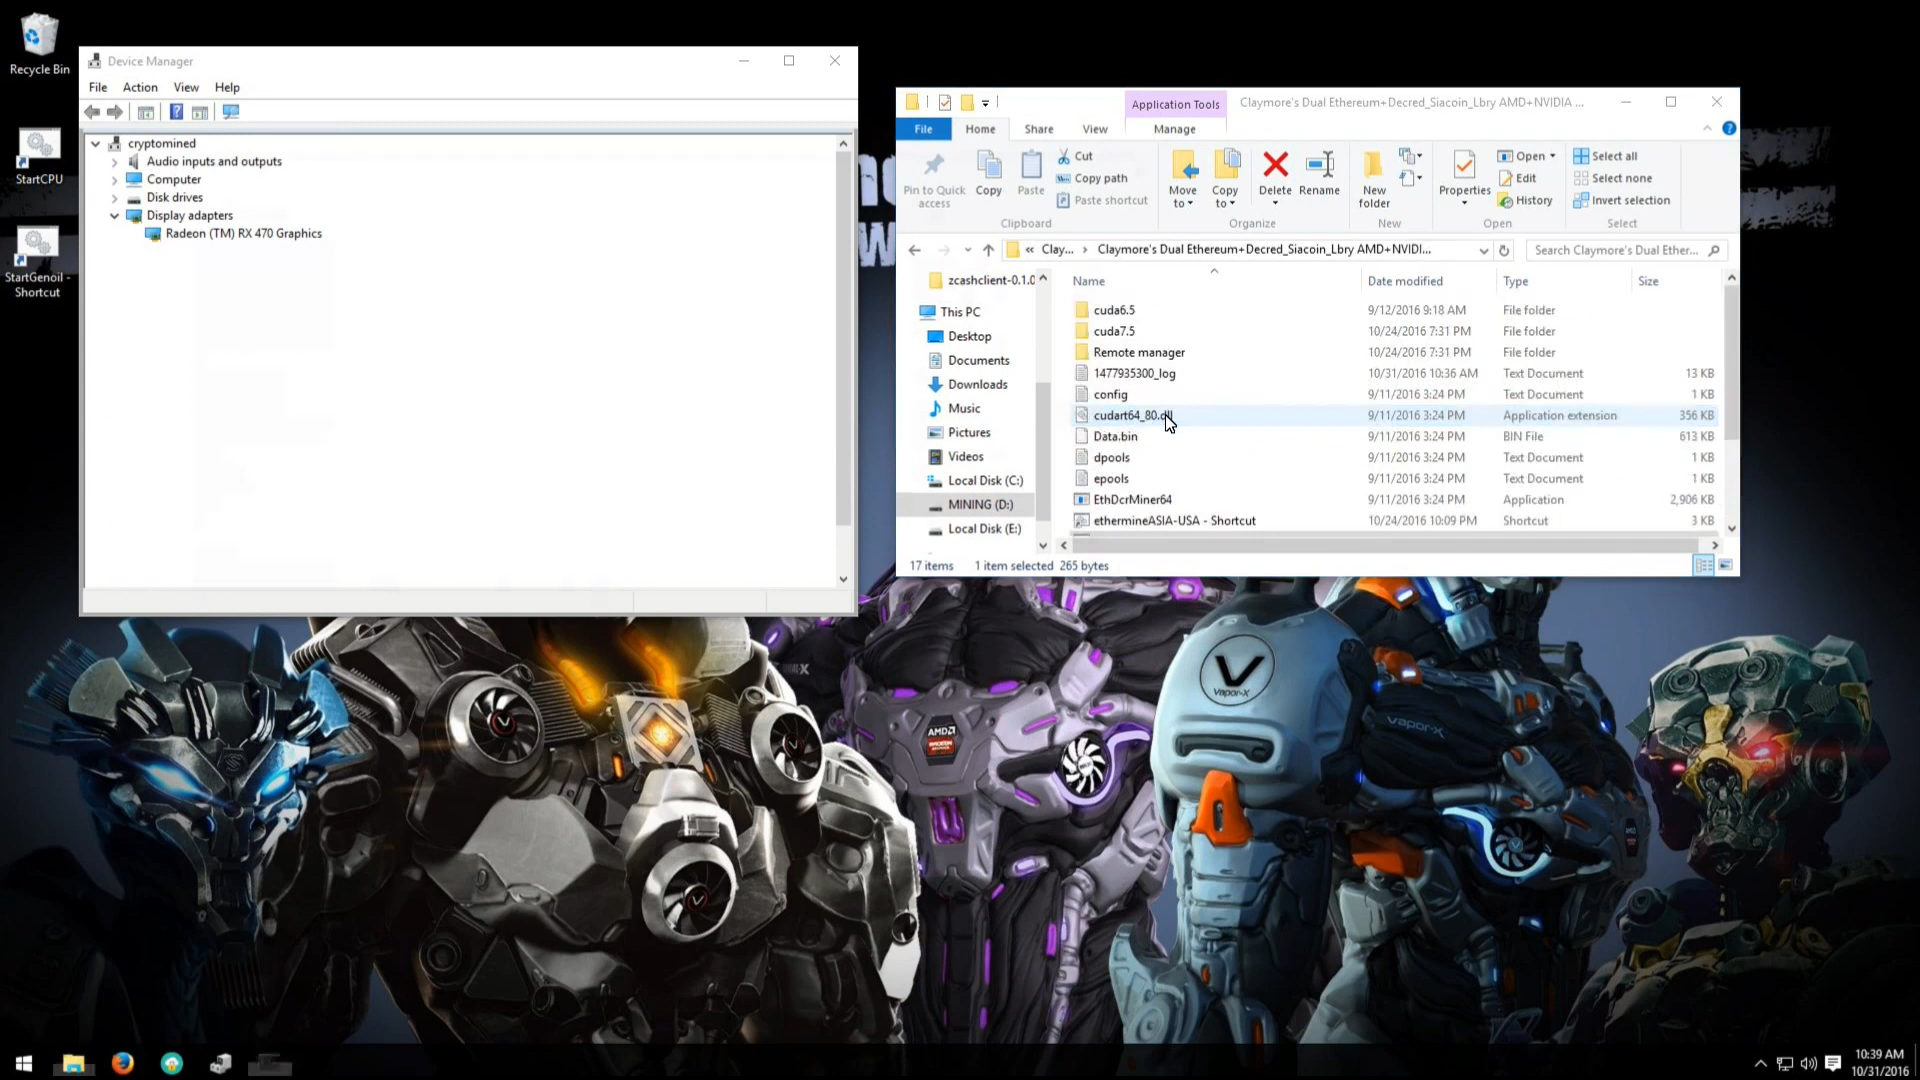 Recycle Bin
StartCPU
StartGenoil -
Shortcut
Device Manager
File Action View Help
cryptomined
Audio inputs and outputs
Computer
Disk drives
Display adapters
Radeon (TM) RX 470 Graphics
Application Tools
Claymore's Dual Ethereum+Decred_Siacoin_Lbry AMD+NVIDIA ...
File Home Share View Manage
Pin to Quick
access
Copy
Paste
Cut
Copy path
Paste shortcut
Clipboard
Move
to
Copy
to
Delete
Rename
Organize
New
folder
New
Properties
Open
Edit
History
Open
Select all
Select none
Invert selection
Select
« Clay... › Claymore's Dual Ethereum+Decred_Siacoin_Lbry AMD+NVIDI...
Search Claymore's Dual Ether...
zcashclient-0.1.0
This PC
Desktop
Documents
Downloads
Music
Pictures
Videos
Local Disk (C:)
MINING (D:)
Local Disk (E:)
Name Date modified Type Size
cuda6.5 9/12/2016 9:18 AM File folder
cuda7.5 10/24/2016 7:31 PM File folder
Remote manager 10/24/2016 7:31 PM File folder
1477935300_log 10/31/2016 10:36 AM Text Document 13 KB
config 9/11/2016 3:24 PM Text Document 1 KB
cudart64_80.dll 9/11/2016 3:24 PM Application extension 356 KB
Data.bin 9/11/2016 3:24 PM BIN File 613 KB
dpools 9/11/2016 3:24 PM Text Document 1 KB
epools 9/11/2016 3:24 PM Text Document 1 KB
EthDcrMiner64 9/11/2016 3:24 PM Application 2,906 KB
ethermineASIA-USA - Shortcut 10/24/2016 10:09 PM Shortcut 3 KB
17 items 1 item selected 265 bytes
V
Vapor-X
Vapor-X
AMD
RADEON
10:39 AM
10/31/2016